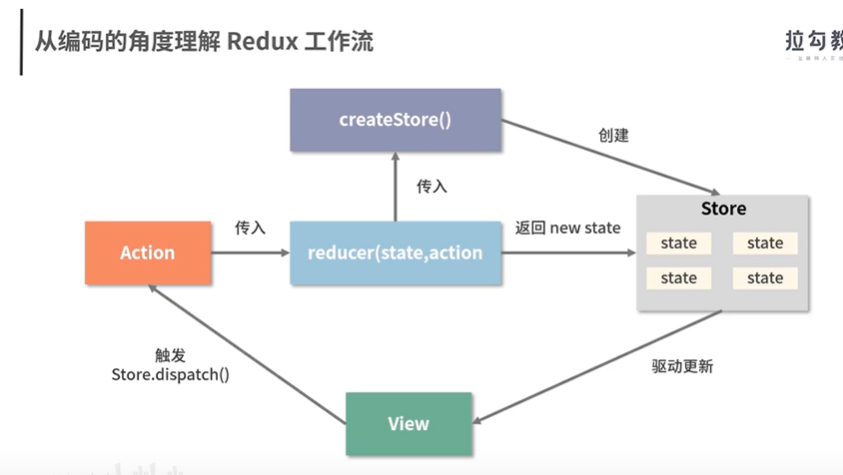 从编码的角度理解 Redux 工作流
拉勾教
createStore()
创建
传入
Store
传入
返回 new state
state
state
Action
reducer(state,action
state
state
触发
Store.dispatch()
驱动更新
View